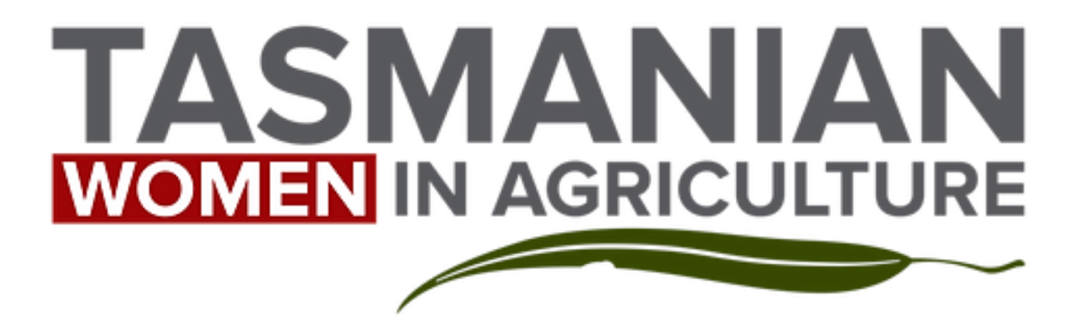 TASMANIAN
WOMEN IN AGRICULTURE